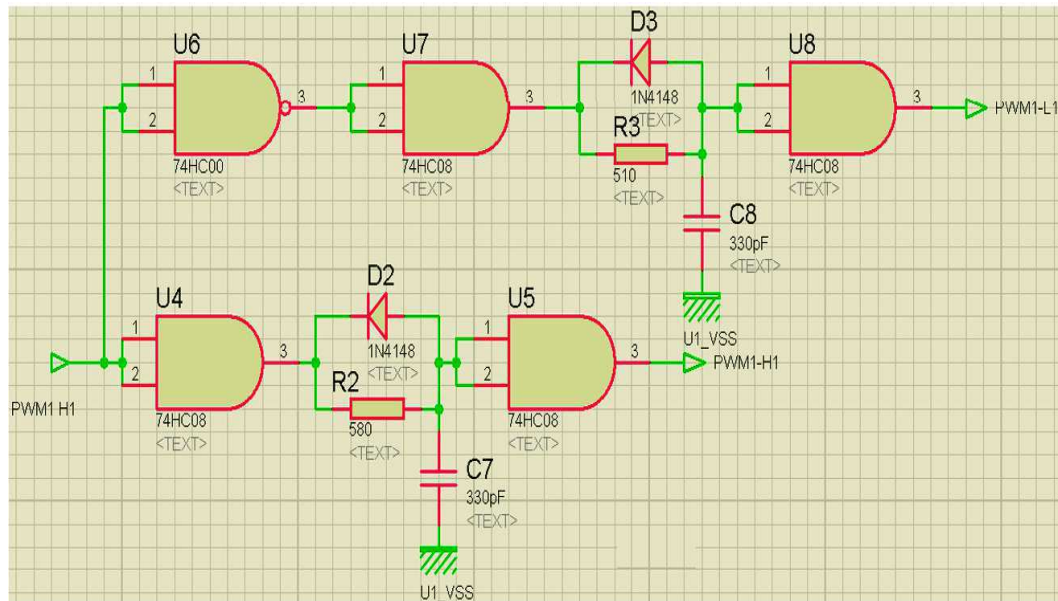 D3
U6
U7
U8
1
2
3
1
2
3
1N4148
<TEXT>
1
2
3
PWM1-L1
R3
74HC00
<TEXT>
74HC08
<TEXT>
510
<TEXT>
74HC08
<TEXT>
C8
330pF
<TEXT>
D2
U4
U5
U1_VSS
1
2
3
1N4148
<TEXT>
1
2
3
PWM1-H1
R2
PWM1 H1
74HC08
<TEXT>
580
<TEXT>
74HC08
<TEXT>
C7
330pF
<TEXT>
U1_VSS